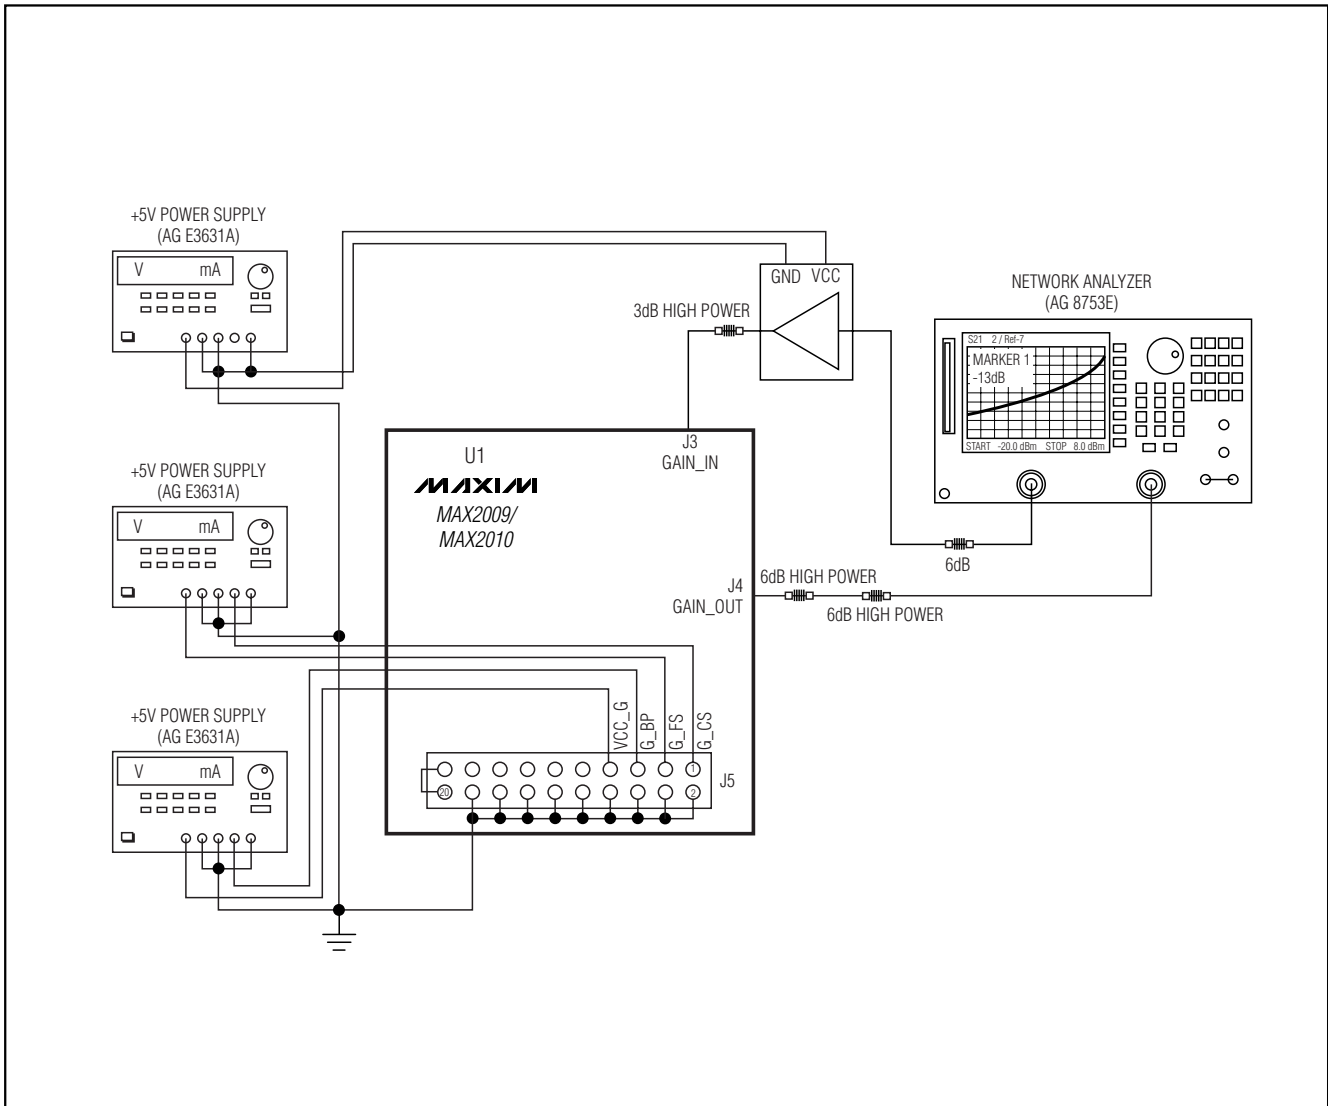 +5V POWER SUPPLY
(AG E3631A)
V mA
GND VCC
3dB HIGH POWER
NETWORK ANALYZER
(AG 8753E)
S21 2 / Ref-7
MARKER 1
-13dB
START -20.0 dBm STOP 8.0 dBm
J3
GAIN_IN
U1
MAXIM
MAX2009/
MAX2010
+5V POWER SUPPLY
(AG E3631A)
V mA
6dB
J4
GAIN_OUT
6dB HIGH POWER
6dB HIGH POWER
+5V POWER SUPPLY
(AG E3631A)
V mA
VCC_G
G_BP
G_FS
G_CS
1
20
2
J5